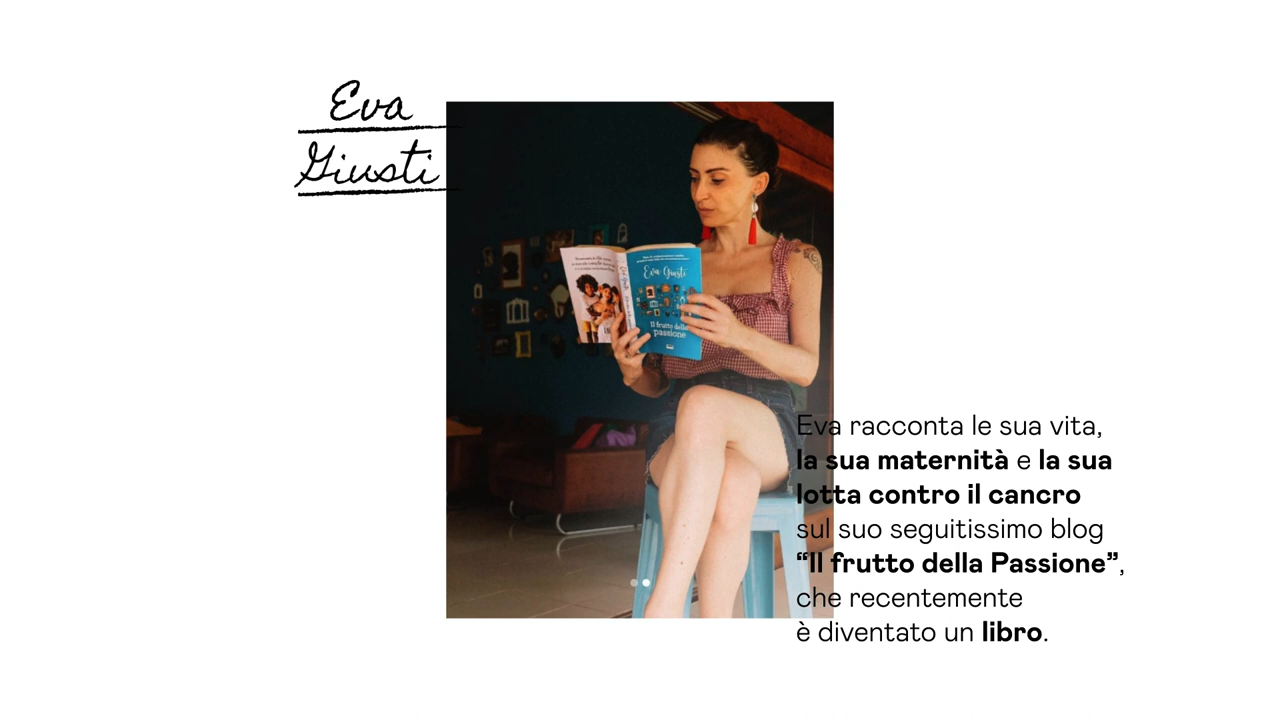 Eva
Giusti
Eva Giusti
Il frutto della
passione
Eva racconta le sua vita,
la sua maternità e la sua
lotta contro il cancro
sul suo seguitissimo blog
“Il frutto della Passione”,
che recentemente
è diventato un libro.